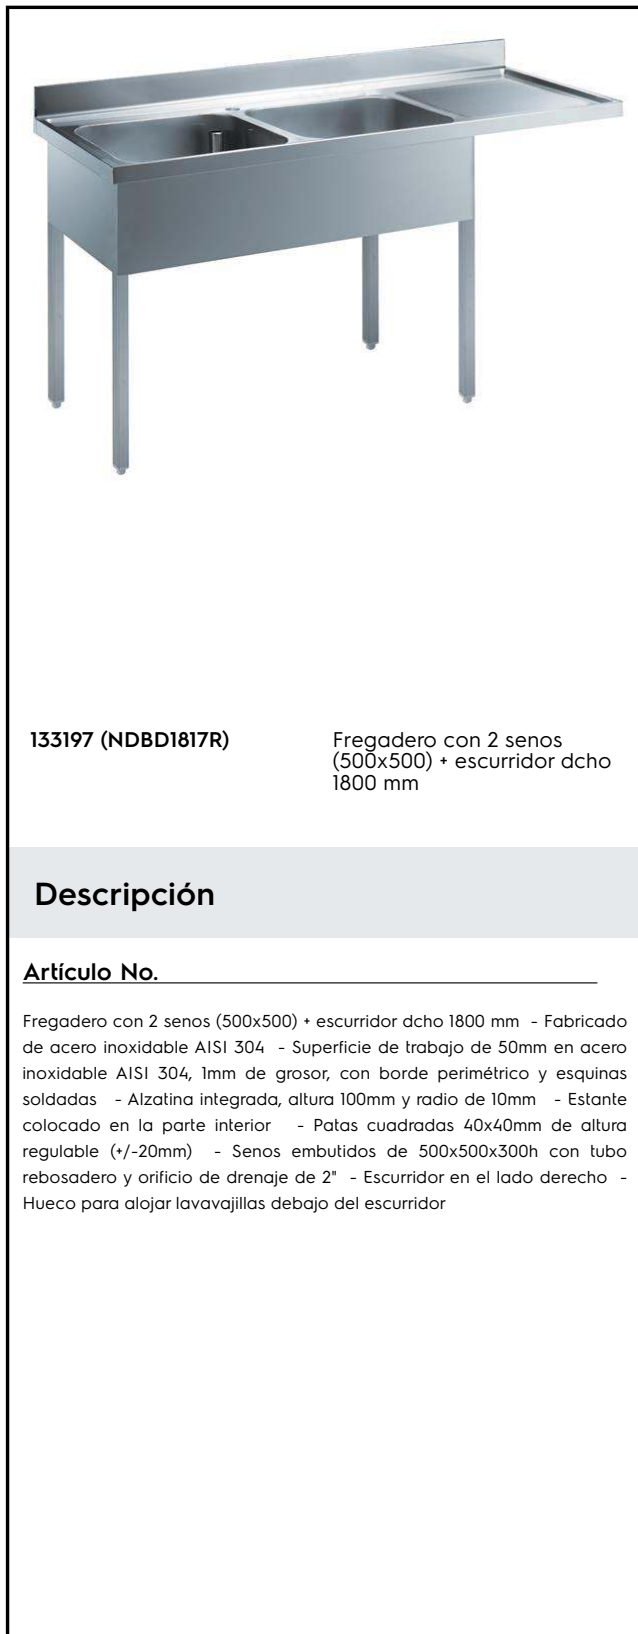 133197 (NDBD1817R)
Fregadero con 2 senos
(500x500) + escurridor dcho
1800 mm
Descripción
Artículo No.
Fregadero con 2 senos (500x500) + escurridor dcho 1800 mm - Fabricado
de acero inoxidable AISI 304 - Superficie de trabajo de 50mm en acero
inoxidable AISI 304, 1mm de grosor, con borde perimétrico y esquinas
soldadas - Alzatina integrada, altura 100mm y radio de 10mm - Estante
colocado en la parte interior - Patas cuadradas 40x40mm de altura
regulable (+/-20mm) - Senos embutidos de 500x500x300h con tubo
rebosadero y orificio de drenaje de 2" - Escurridor en el lado derecho -
Hueco para alojar lavavajillas debajo del escurridor